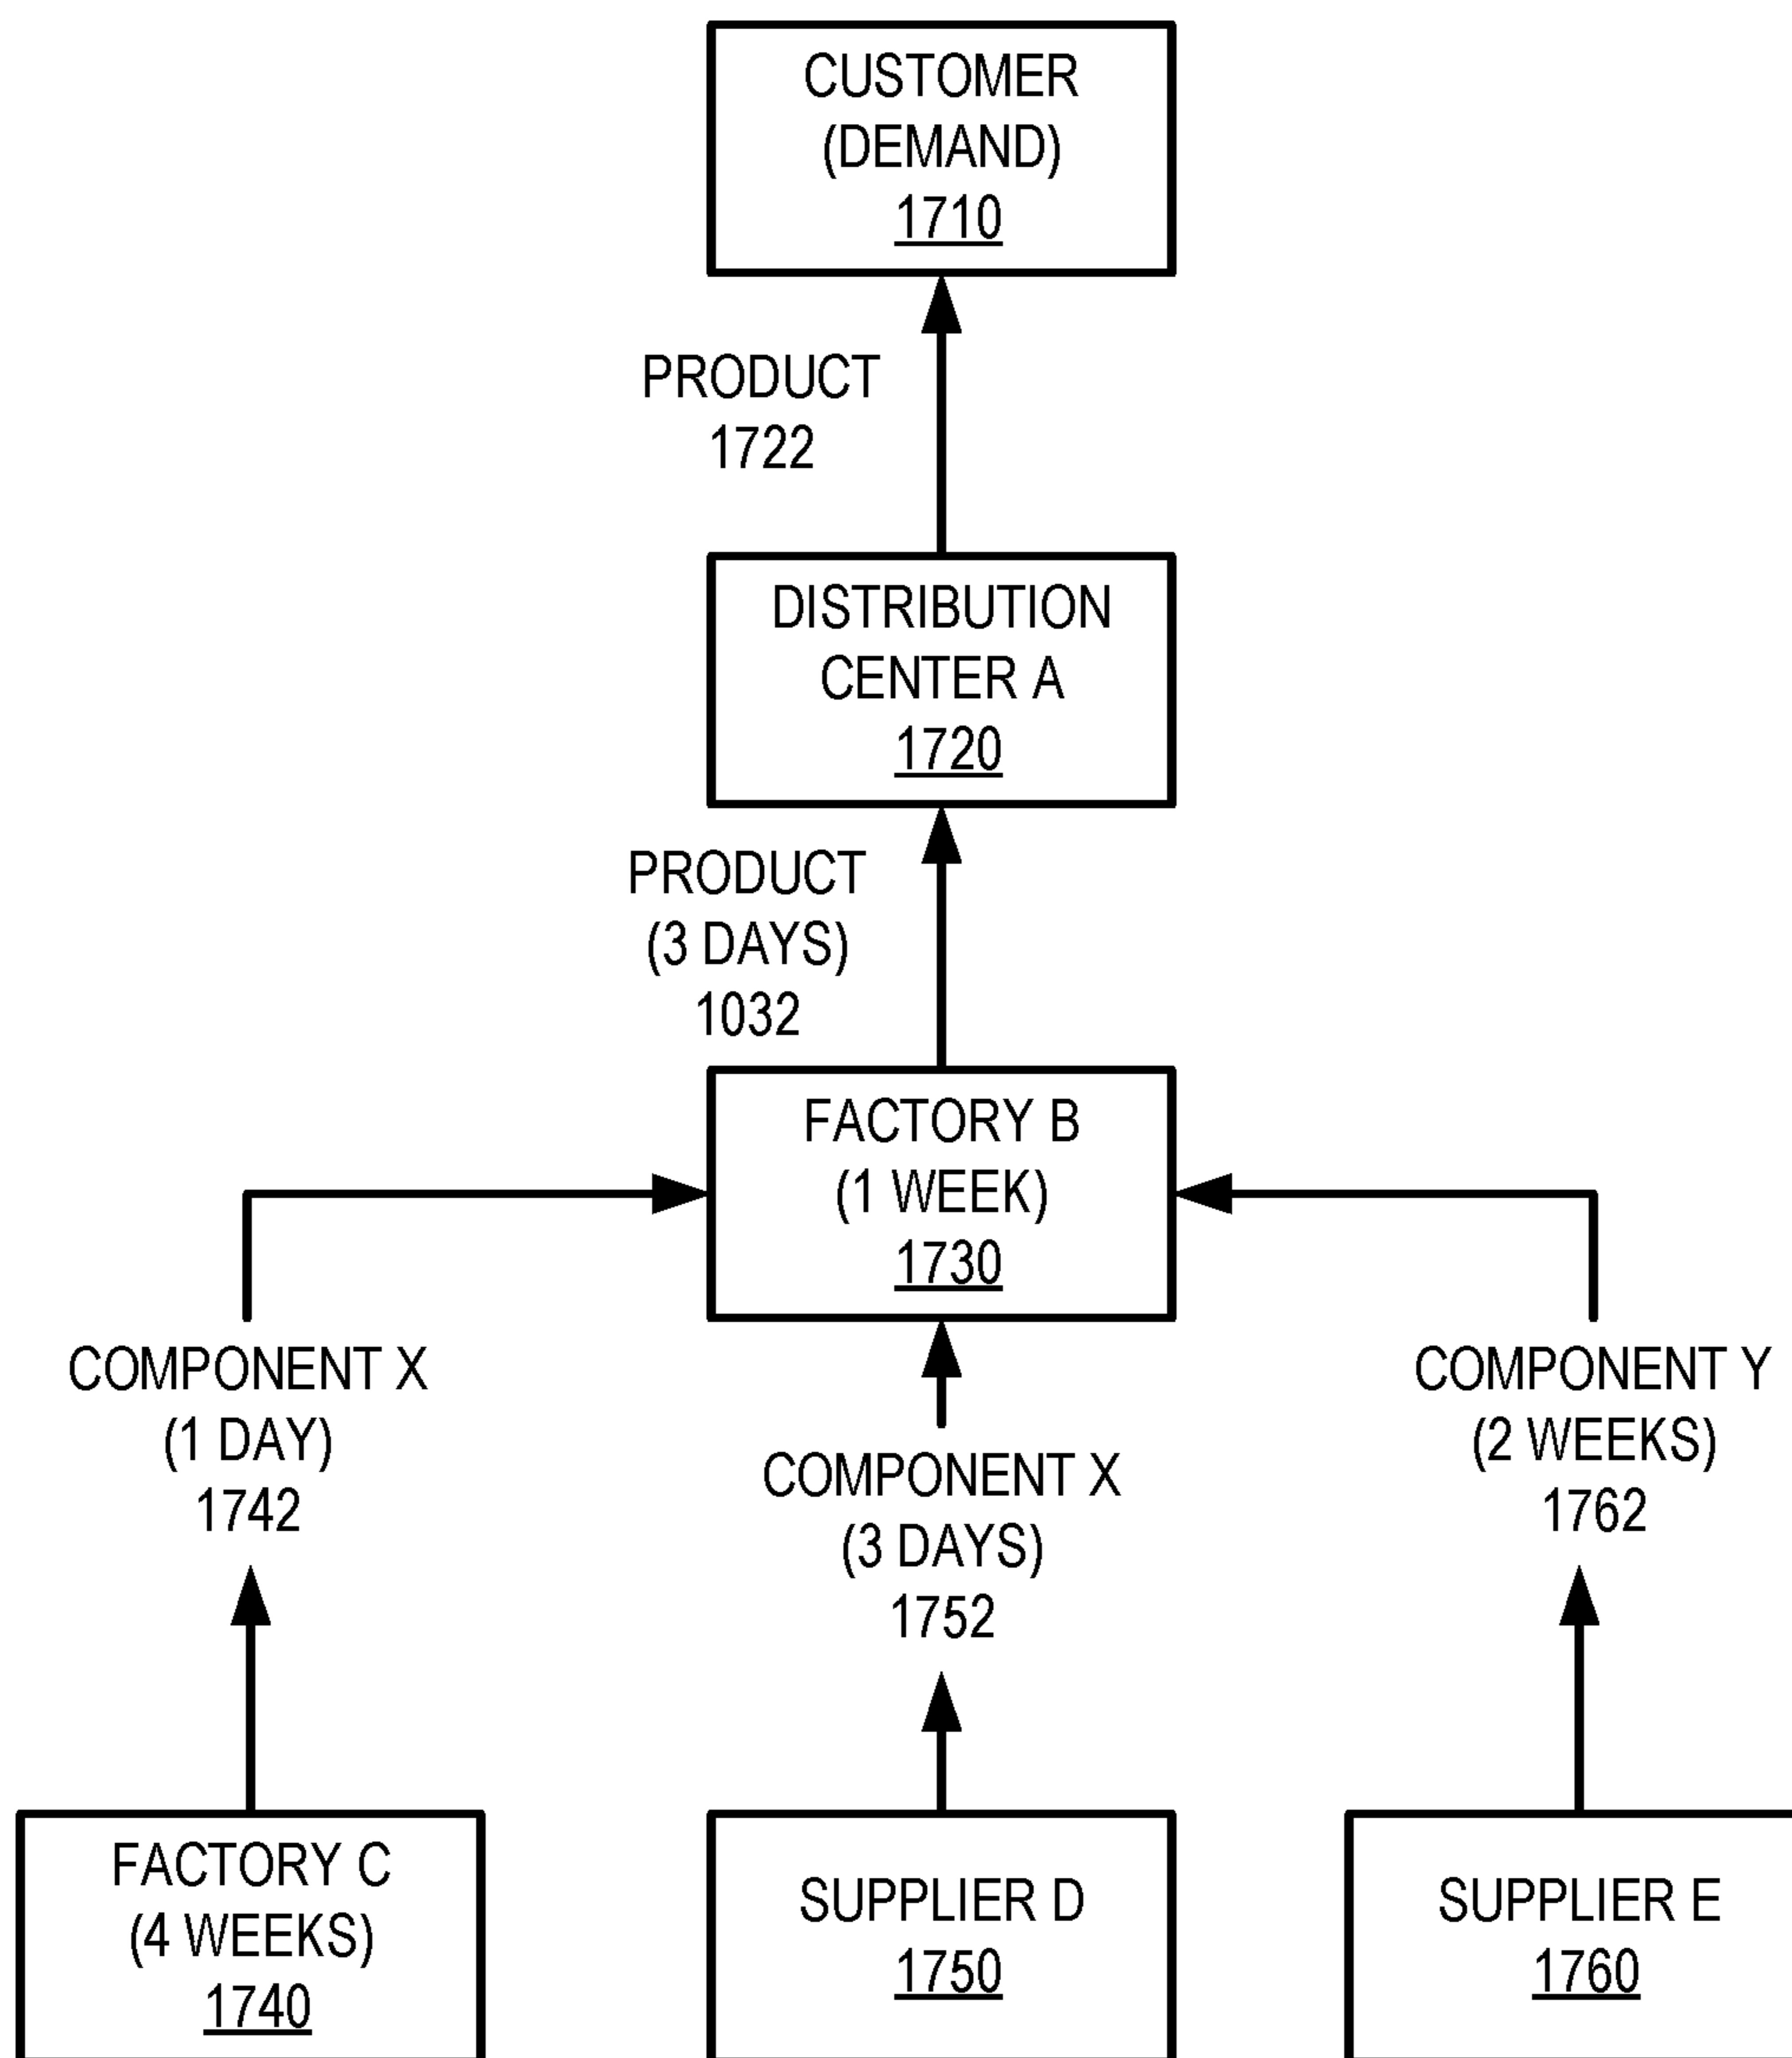 CUSTOMER
(DEMAND)
1710
PRODUCT
1722
DISTRIBUTION
CENTER A
1720
PRODUCT
(3 DAYS)
1032
FACTORY B
(1 WEEK)
1730
COMPONENT X
(1 DAY)
1742
COMPONENT X
(3 DAYS)
1752
COMPONENT Y
(2 WEEKS)
1762
FACTORY C
(4 WEEKS)
1740
SUPPLIER D
1750
SUPPLIER E
1760